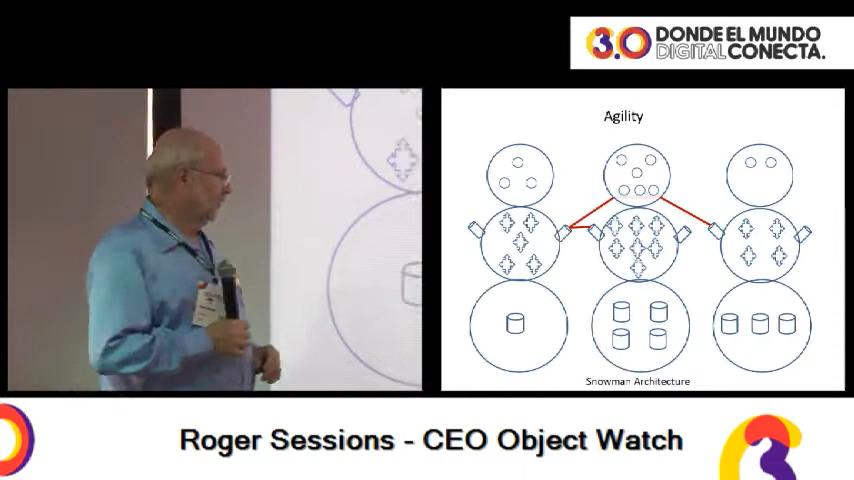 3.0 DONDE EL MUNDO
DIGITAL CONECTA.
Agility
Snowman Architecture
Roger Sessions - CEO Object Watch